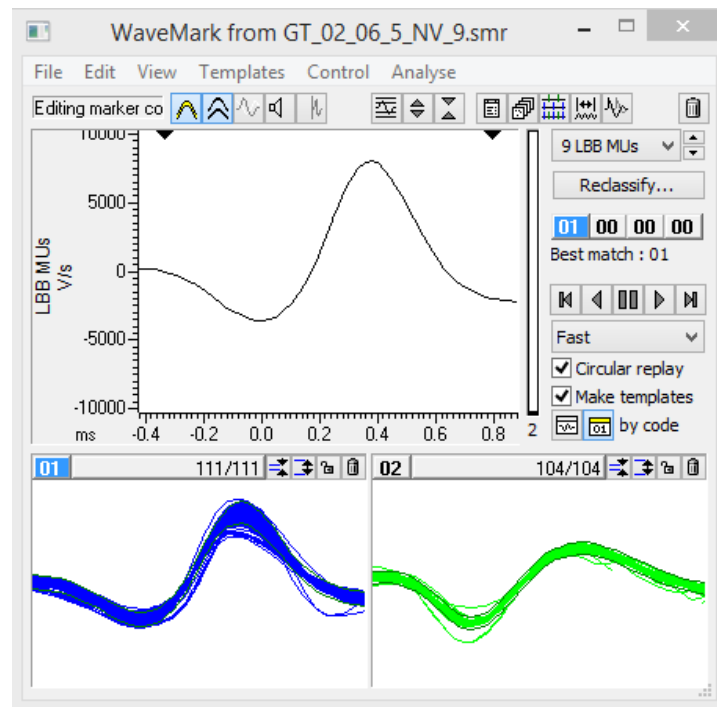 WaveMark from GT_02_06_5_NV_9.smr
File Edit View Templates Control Analyse
Editing marker co
10000
5000
0
-5000
-10000
LBB MUs
V/s
ms -0.4 -0.2 0.0 0.2 0.4 0.6 0.8 2
9 LBB MUs
Reclassify...
01 00 00 00
Best match : 01
Fast
Circular replay
Make templates
01 by code
01 111/111
02 104/104